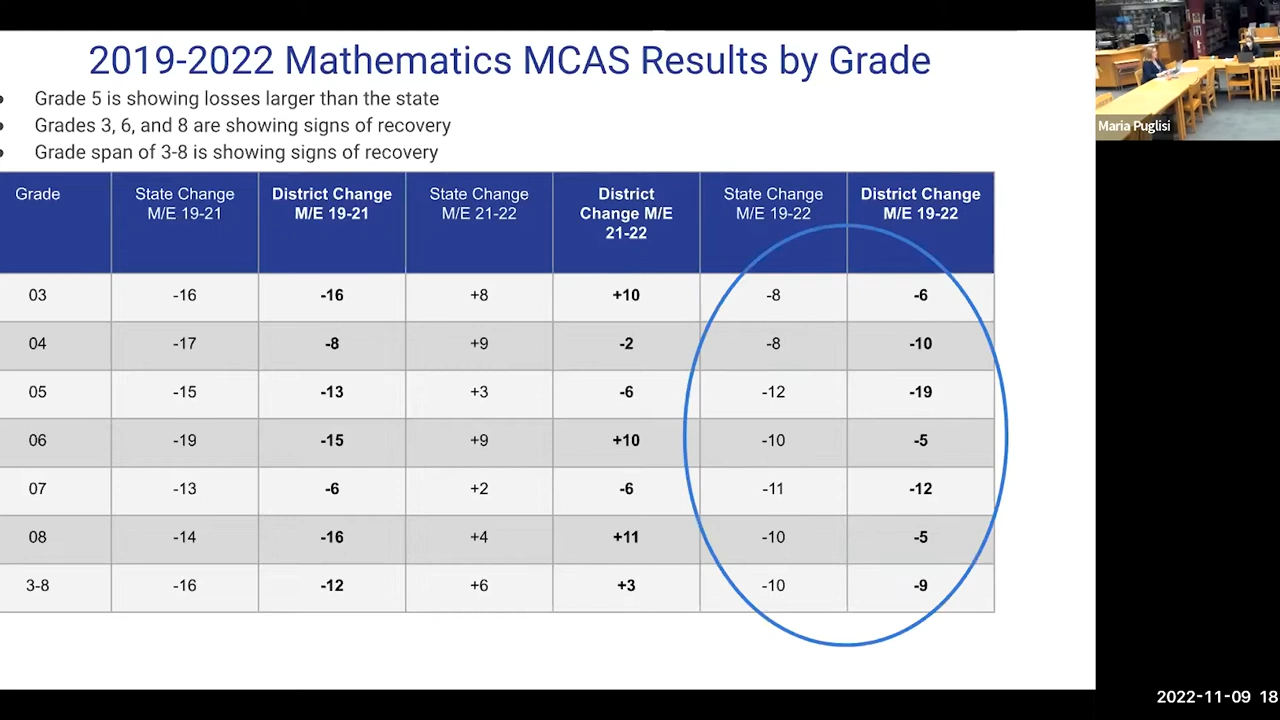 2019-2022 Mathematics MCAS Results by Grade
Grade 5 is showing losses larger than the state
Grades 3, 6, and 8 are showing signs of recovery
Grade span of 3-8 is showing signs of recovery
Grade State Change District Change State Change District State Change District Change
M/E 19-21 M/E 19-21 M/E 21-22 Change M/E M/E 19-22 M/E 19-22
21-22
03 -16 -16 +8 +10 -8 -6
04 -17 -8 +9 -2 -8 -10
05 -15 -13 +3 -6 -12 -19
06 -19 -15 +9 +10 -10 -5
07 -13 -6 +2 -6 -11 -12
08 -14 -16 +4 +11 -10 -5
3-8 -16 -12 +6 +3 -10 -9
Maria Puglisi
2022-11-09 18